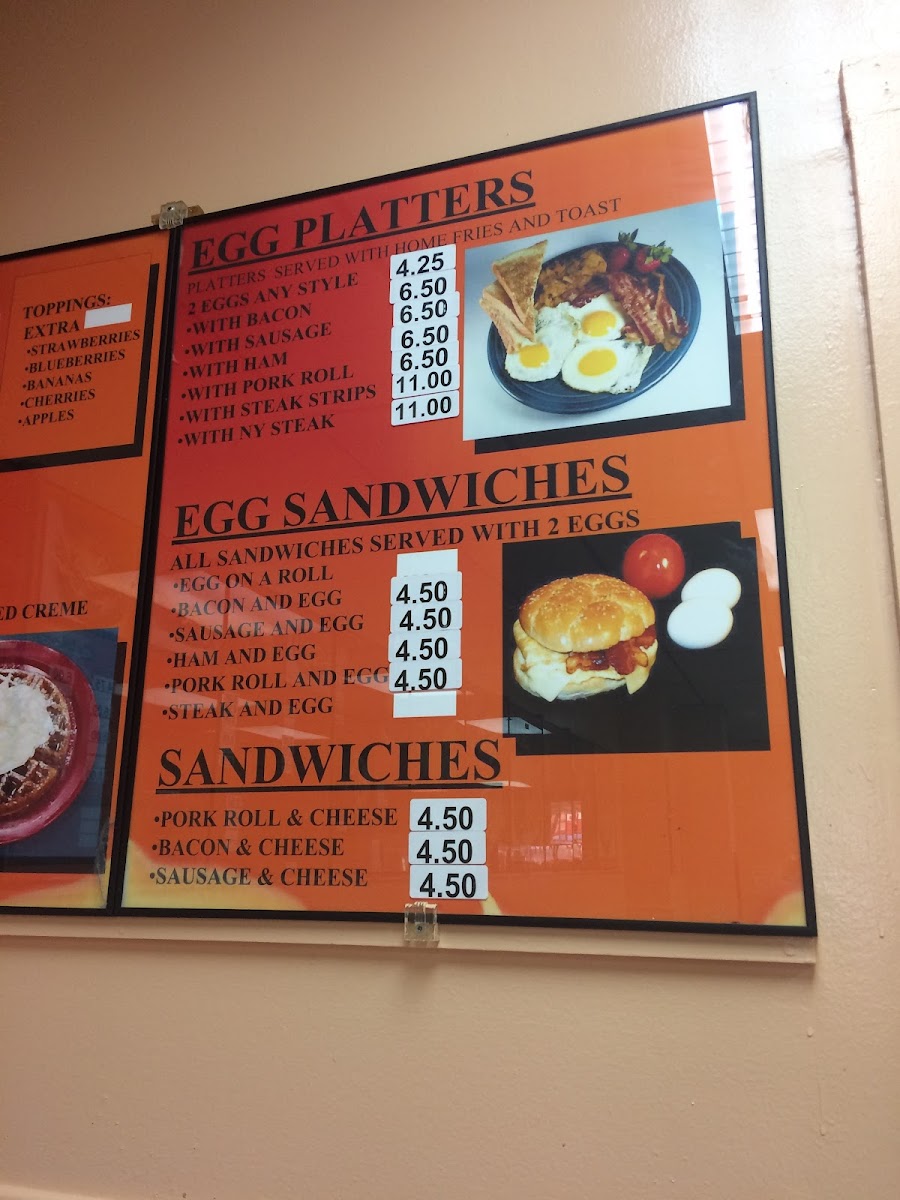 TOPPINGS:
EXTRA
•STRAWBERRIES
•BLUEBERRIES
•BANANAS
•CHERRIES
•APPLES
ED CREME
EGG PLATTERS
PLATTERS SERVED WITH HOME FRIES AND TOAST
2 EGGS ANY STYLE 4.25
•WITH BACON 6.50
•WITH SAUSAGE 6.50
•WITH HAM 6.50
•WITH PORK ROLL 6.50
•WITH STEAK STRIPS 11.00
•WITH NY STEAK 11.00
EGG SANDWICHES
ALL SANDWICHES SERVED WITH 2 EGGS
•EGG ON A ROLL
•BACON AND EGG 4.50
•SAUSAGE AND EGG 4.50
•HAM AND EGG 4.50
•PORK ROLL AND EGG 4.50
•STEAK AND EGG
SANDWICHES
•PORK ROLL & CHEESE 4.50
•BACON & CHEESE 4.50
•SAUSAGE & CHEESE 4.50